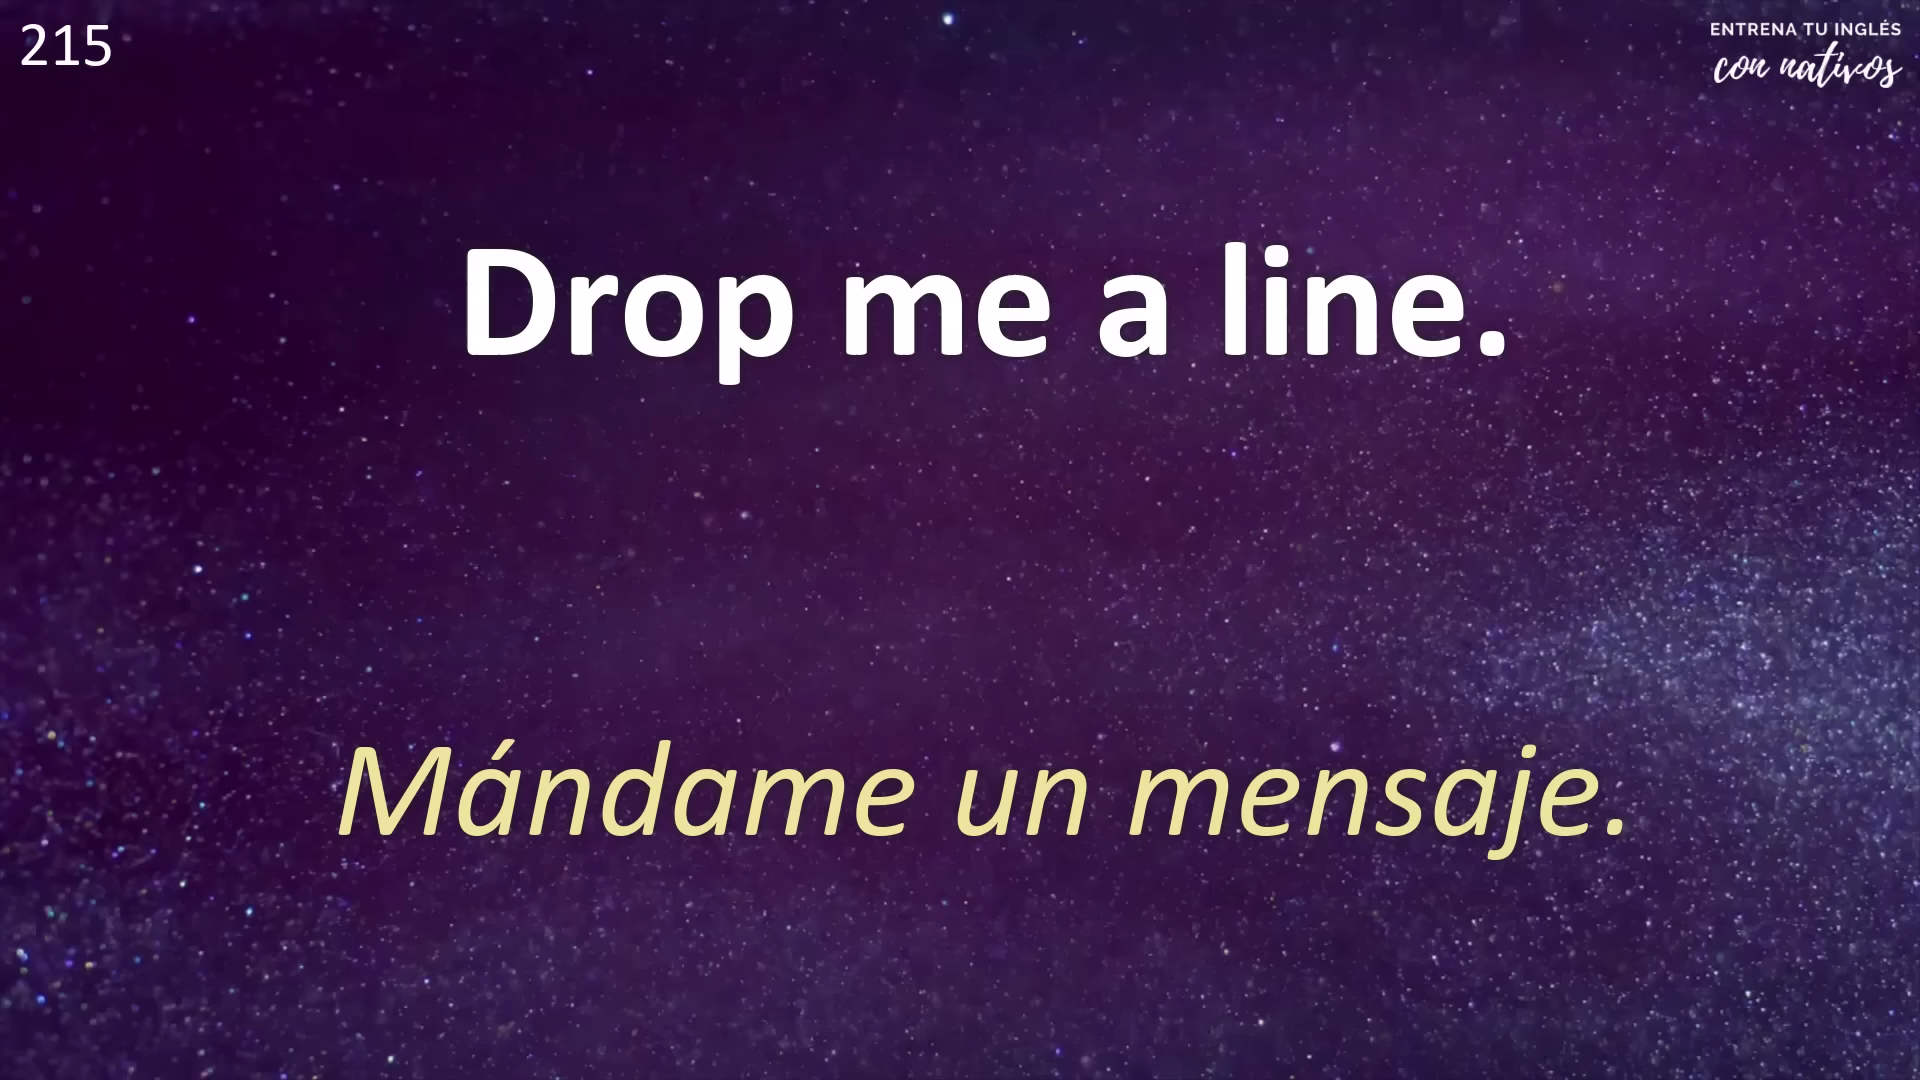 215
ENTRENA TU INGLÉS
con nativos
Drop me a line.
Mándame un mensaje.